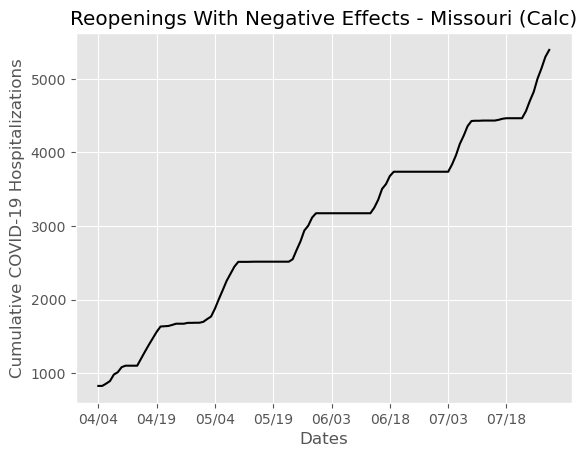 Reopenings With Negative Effects - Missouri (Calc)
Cumulative COVID-19 Hospitalizations
5000
4000
3000
2000
1000
04/04 04/19 05/04 05/19 06/03 06/18 07/03 07/18
Dates